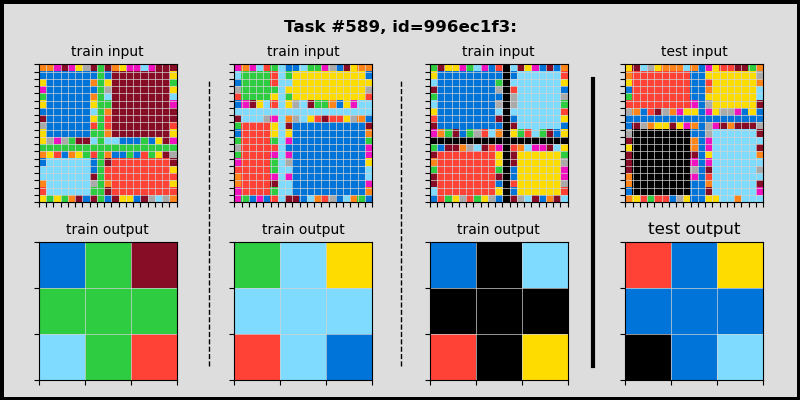 Task #589, id=996ec1f3:
train input train input train input test input
train output train output train output test output